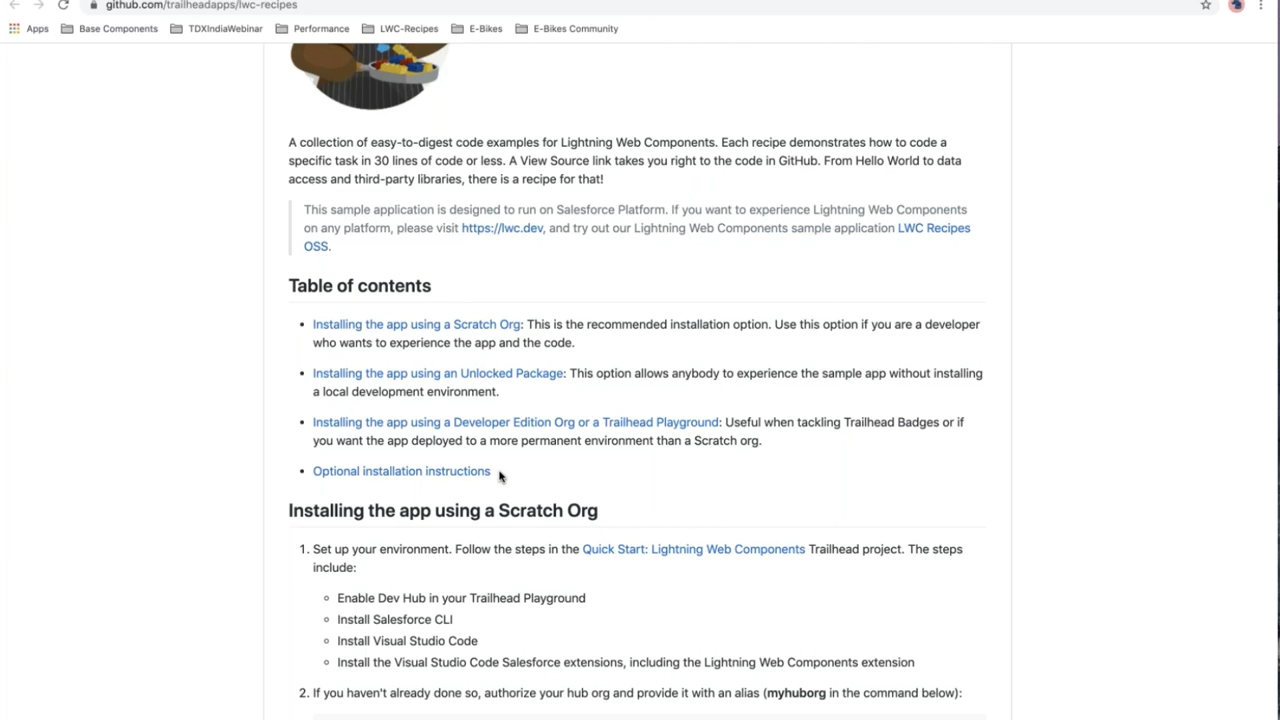 github.com/trailheadapps/lwc-recipes
Apps Base Components TDXIndiaWebinar Performance LWC-Recipes E-Bikes E-Bikes Community
A collection of easy-to-digest code examples for Lightning Web Components. Each recipe demonstrates how to code a
specific task in 30 lines of code or less. A View Source link takes you right to the code in GitHub. From Hello World to data
access and third-party libraries, there is a recipe for that!
This sample application is designed to run on Salesforce Platform. If you want to experience Lightning Web Components
on any platform, please visit https://lwc.dev, and try out our Lightning Web Components sample application LWC Recipes
OSS.
Table of contents
• Installing the app using a Scratch Org: This is the recommended installation option. Use this option if you are a developer
who wants to experience the app and the code.
• Installing the app using an Unlocked Package: This option allows anybody to experience the sample app without installing
a local development environment.
• Installing the app using a Developer Edition Org or a Trailhead Playground: Useful when tackling Trailhead Badges or if
you want the app deployed to a more permanent environment than a Scratch org.
• Optional installation instructions
Installing the app using a Scratch Org
1. Set up your environment. Follow the steps in the Quick Start: Lightning Web Components Trailhead project. The steps
include:
◦ Enable Dev Hub in your Trailhead Playground
◦ Install Salesforce CLI
◦ Install Visual Studio Code
◦ Install the Visual Studio Code Salesforce extensions, including the Lightning Web Components extension
2. If you haven't already done so, authorize your hub org and provide it with an alias (myhuborg in the command below):